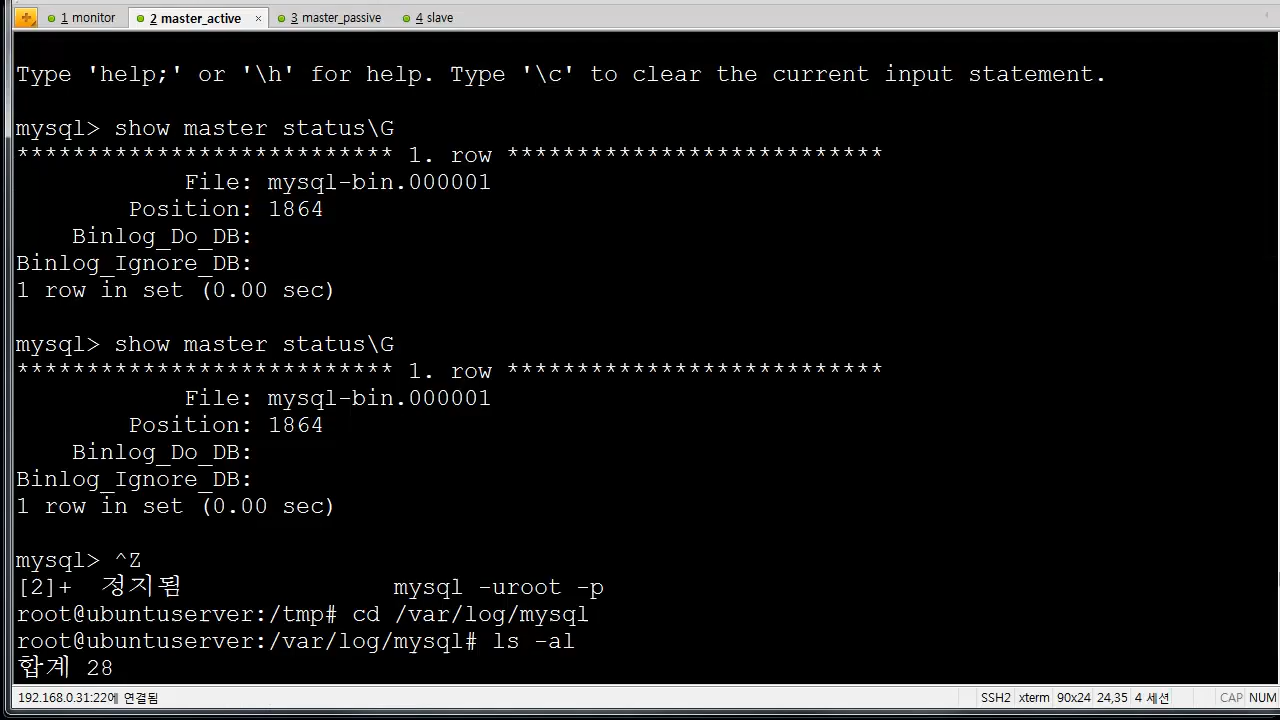 1 monitor
2 master_active ×
3 master_passive
4 slave
Type 'help;' or '\h' for help. Type '\c' to clear the current input statement.
mysql> show master status\G
*************************** 1. row ***************************
File: mysql-bin.000001
Position: 1864
Binlog_Do_DB:
Binlog_Ignore_DB:
1 row in set (0.00 sec)
mysql> show master status\G
*************************** 1. row ***************************
File: mysql-bin.000001
Position: 1864
Binlog_Do_DB:
Binlog_Ignore_DB:
1 row in set (0.00 sec)
mysql> ^Z
[2]+  정지됨               mysql -uroot -p
root@ubuntuserver:/tmp# cd /var/log/mysql
root@ubuntuserver:/var/log/mysql# ls -al
합계 28
192.168.0.31:22에 연결됨
SSH2 xterm 90x24 24,35 4 세션 CAP NUM